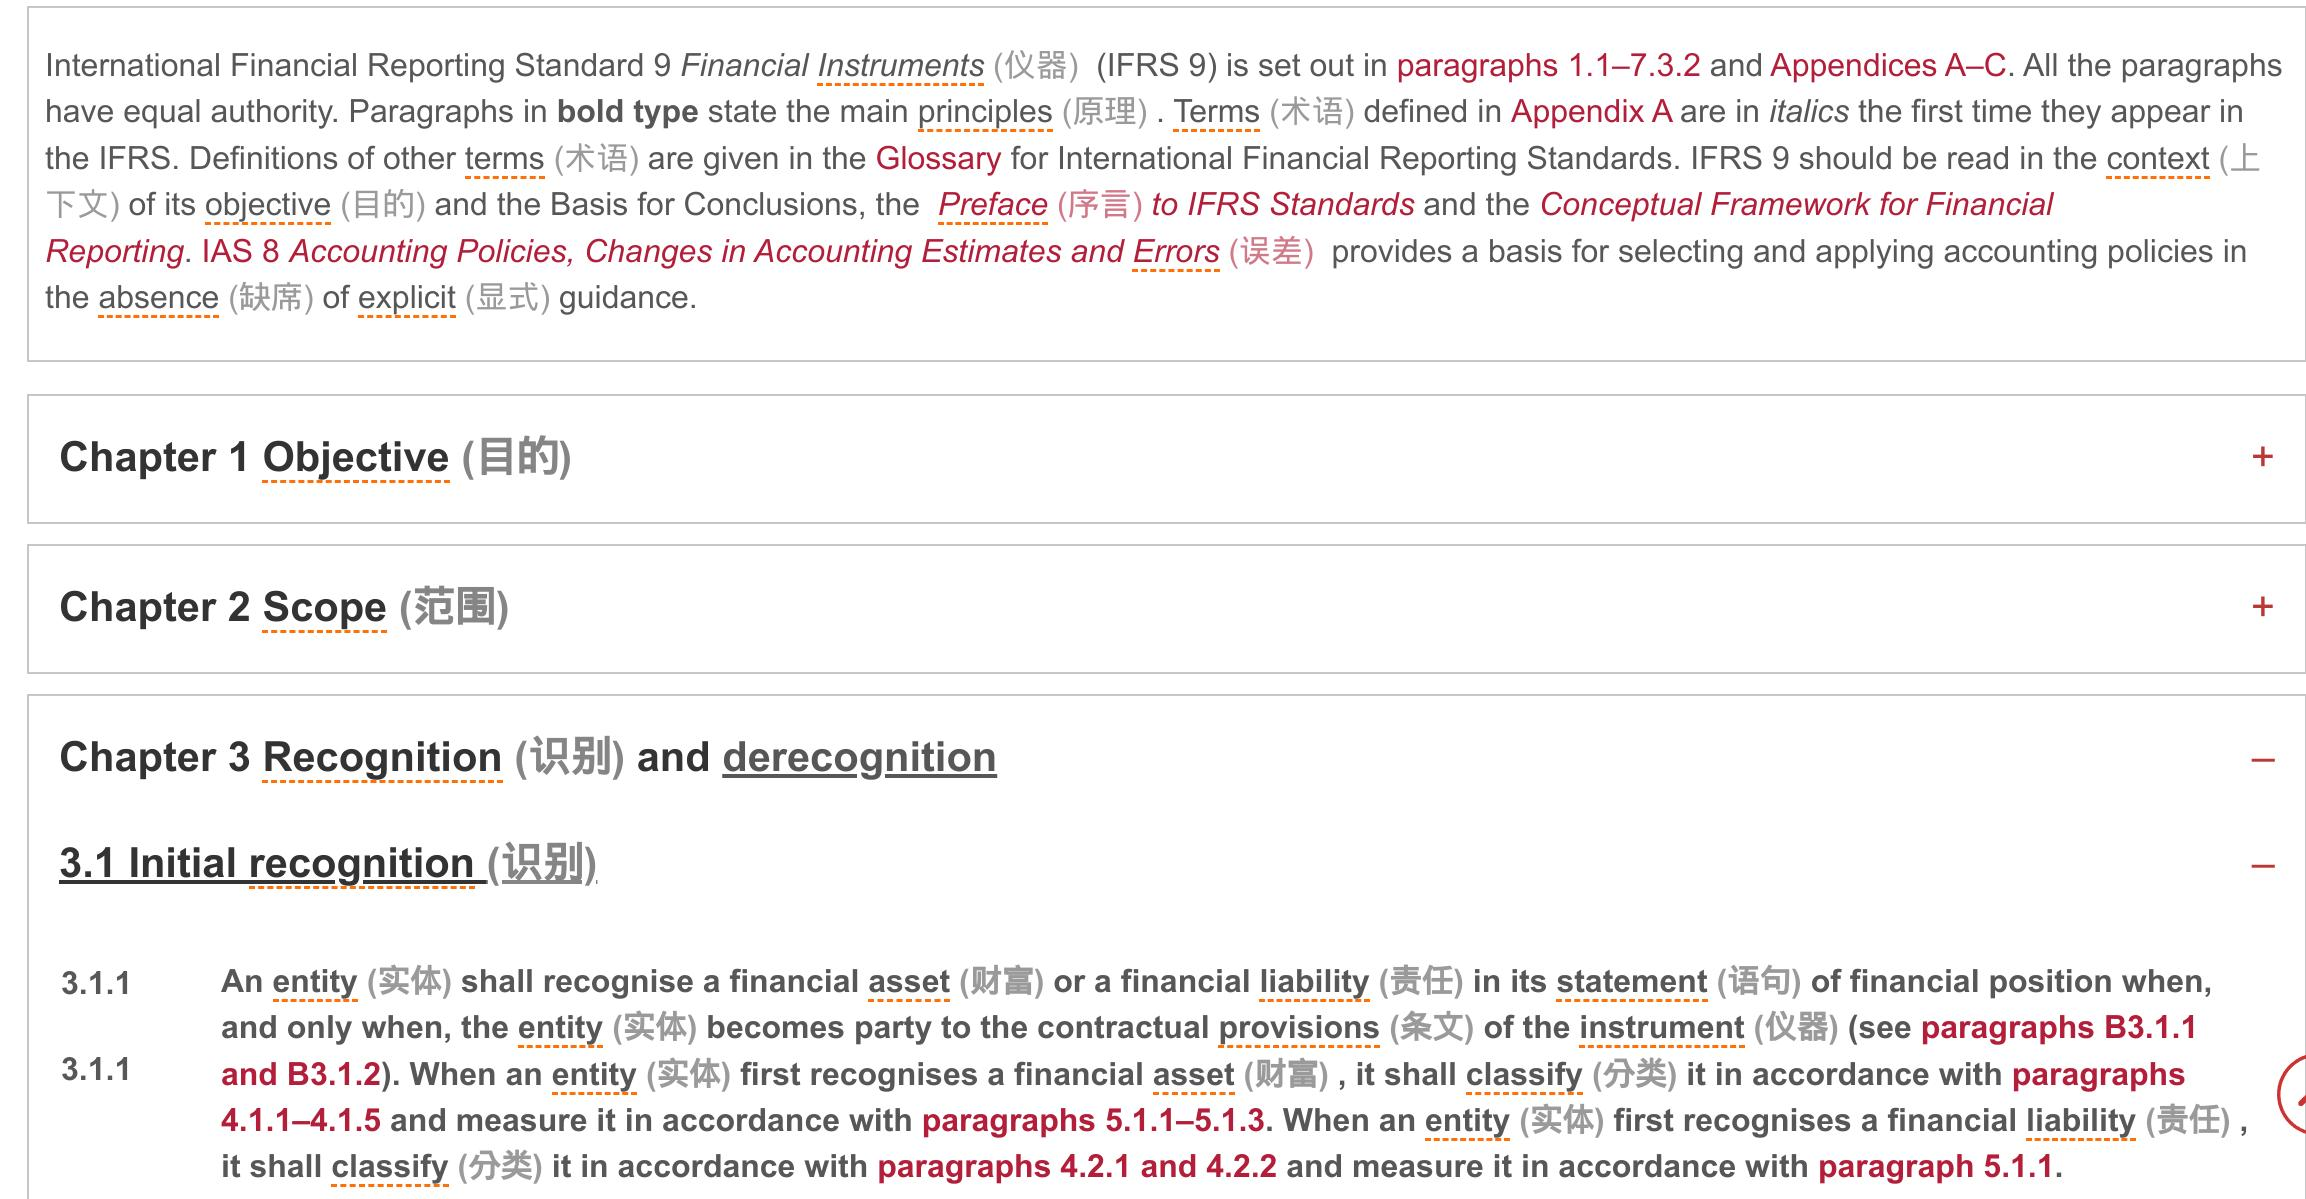 International Financial Reporting Standard 9 Financial Instruments (仪器) (IFRS 9) is set out in paragraphs 1.1–7.3.2 and Appendices A–C. All the paragraphs
have equal authority. Paragraphs in bold type state the main principles (原理) . Terms (术语) defined in Appendix A are in italics the first time they appear in
the IFRS. Definitions of other terms (术语) are given in the Glossary for International Financial Reporting Standards. IFRS 9 should be read in the context (上
下文) of its objective (目的) and the Basis for Conclusions, the Preface (序言) to IFRS Standards and the Conceptual Framework for Financial
Reporting. IAS 8 Accounting Policies, Changes in Accounting Estimates and Errors (误差) provides a basis for selecting and applying accounting policies in
the absence (缺席) of explicit (显式) guidance.
Chapter 1 Objective (目的) +
Chapter 2 Scope (范围) +
Chapter 3 Recognition (识别) and derecognition –
3.1 Initial recognition (识别) –
3.1.1 An entity (实体) shall recognise a financial asset (财富) or a financial liability (责任) in its statement (语句) of financial position when,
and only when, the entity (实体) becomes party to the contractual provisions (条文) of the instrument (仪器) (see paragraphs B3.1.1
3.1.1 and B3.1.2). When an entity (实体) first recognises a financial asset (财富) , it shall classify (分类) it in accordance with paragraphs
4.1.1–4.1.5 and measure it in accordance with paragraphs 5.1.1–5.1.3. When an entity (实体) first recognises a financial liability (责任) ,
it shall classify (分类) it in accordance with paragraphs 4.2.1 and 4.2.2 and measure it in accordance with paragraph 5.1.1.